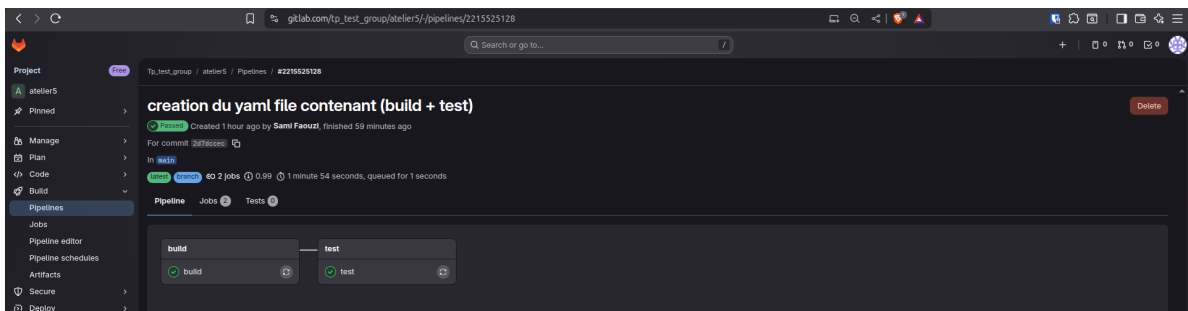 gitlab.com/tp_test_group/atelier5/-/pipelines/2215525128
Search or go to... /
+ 0 0 0
Project Free
Tp_test_group / atelier5 / Pipelines / #2215525128
A atelier5
Pinned
creation du yaml file contenant (build + test)
Delete
Passed Created 1 hour ago by Sami Faouzi, finished 59 minutes ago
Manage
For commit 2d7dccec
Plan
In main
Code
latest branch 2 jobs 0.99 1 minute 54 seconds, queued for 1 seconds
Build
Pipelines
Pipeline Jobs 2 Tests 0
Jobs
Pipeline editor
build test
Pipeline schedules
build test
Artifacts
Secure
Deploy